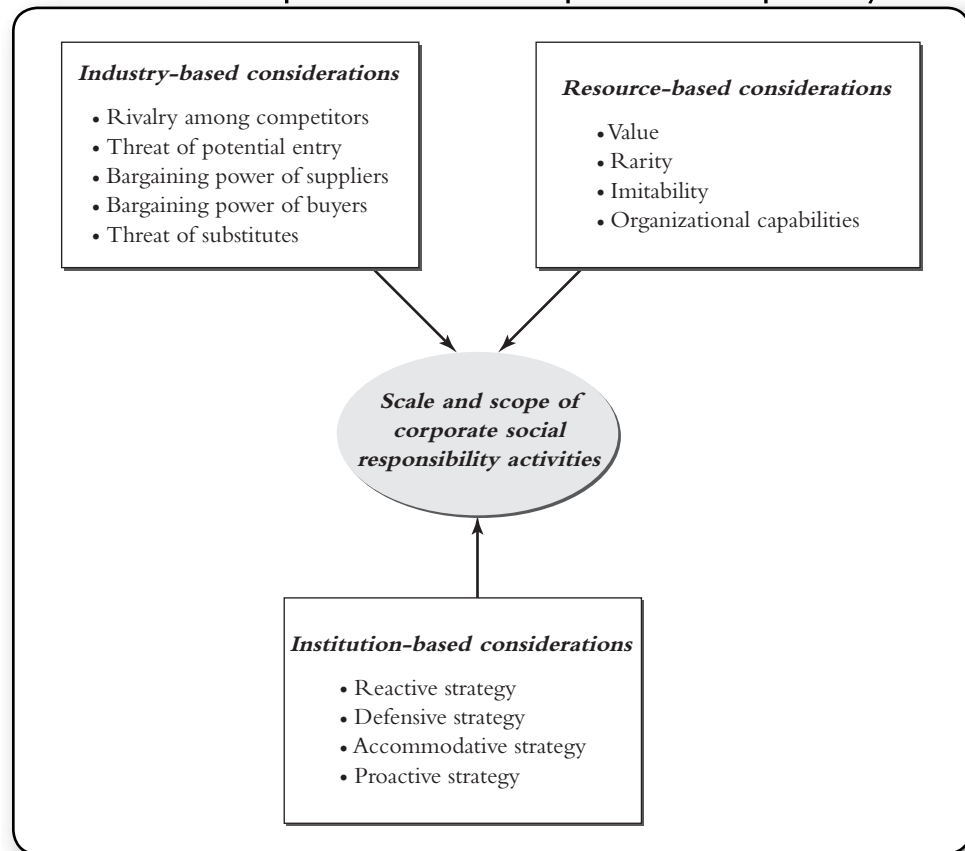 Industry-based considerations
• Rivalry among competitors
• Threat of potential entry
• Bargaining power of suppliers
• Bargaining power of buyers
• Threat of substitutes
Resource-based considerations
• Value
• Rarity
• Imitability
• Organizational capabilities
Scale and scope of
corporate social
responsibility activities
Institution-based considerations
• Reactive strategy
• Defensive strategy
• Accommodative strategy
• Proactive strategy